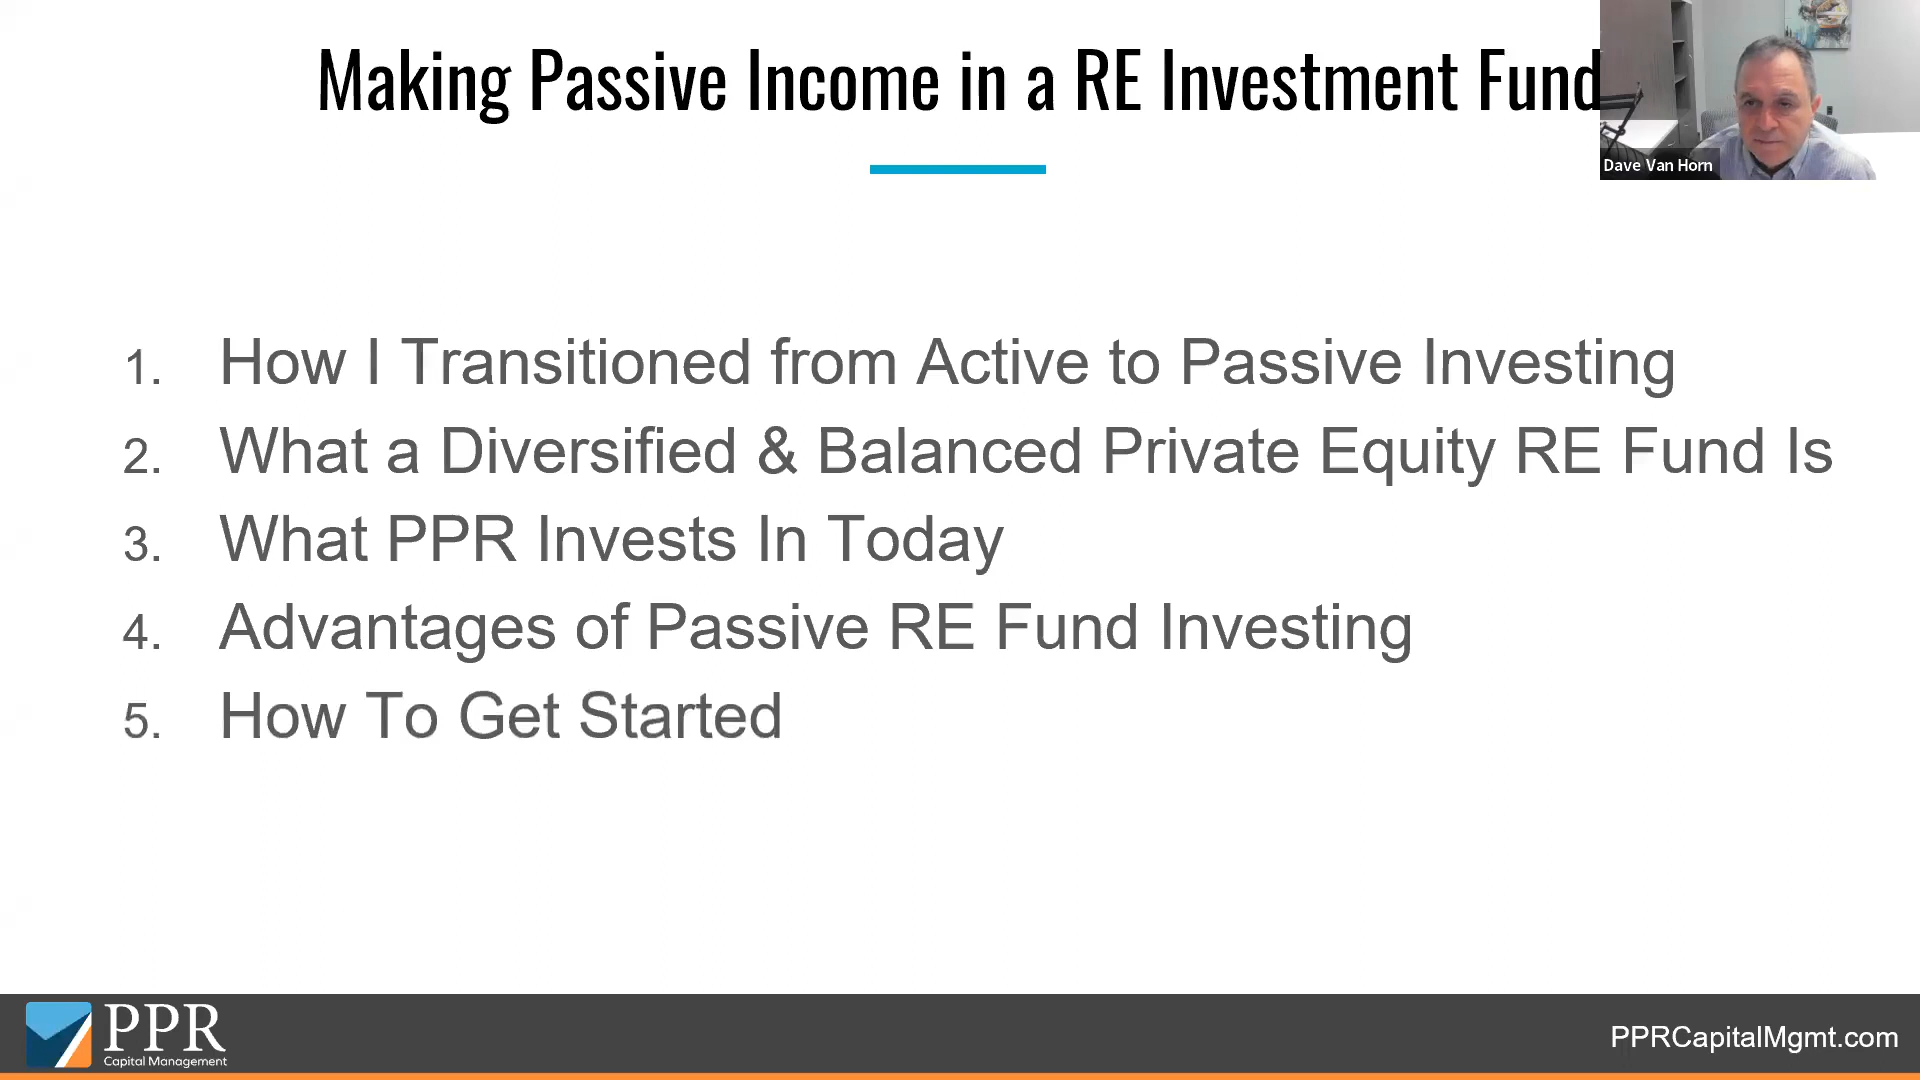 Making Passive Income in a RE Investment Fund
Dave Van Horn
1. How I Transitioned from Active to Passive Investing
2. What a Diversified & Balanced Private Equity RE Fund Is
3. What PPR Invests In Today
4. Advantages of Passive RE Fund Investing
5. How To Get Started
PPR
Capital Management
PPRCapitalMgmt.com